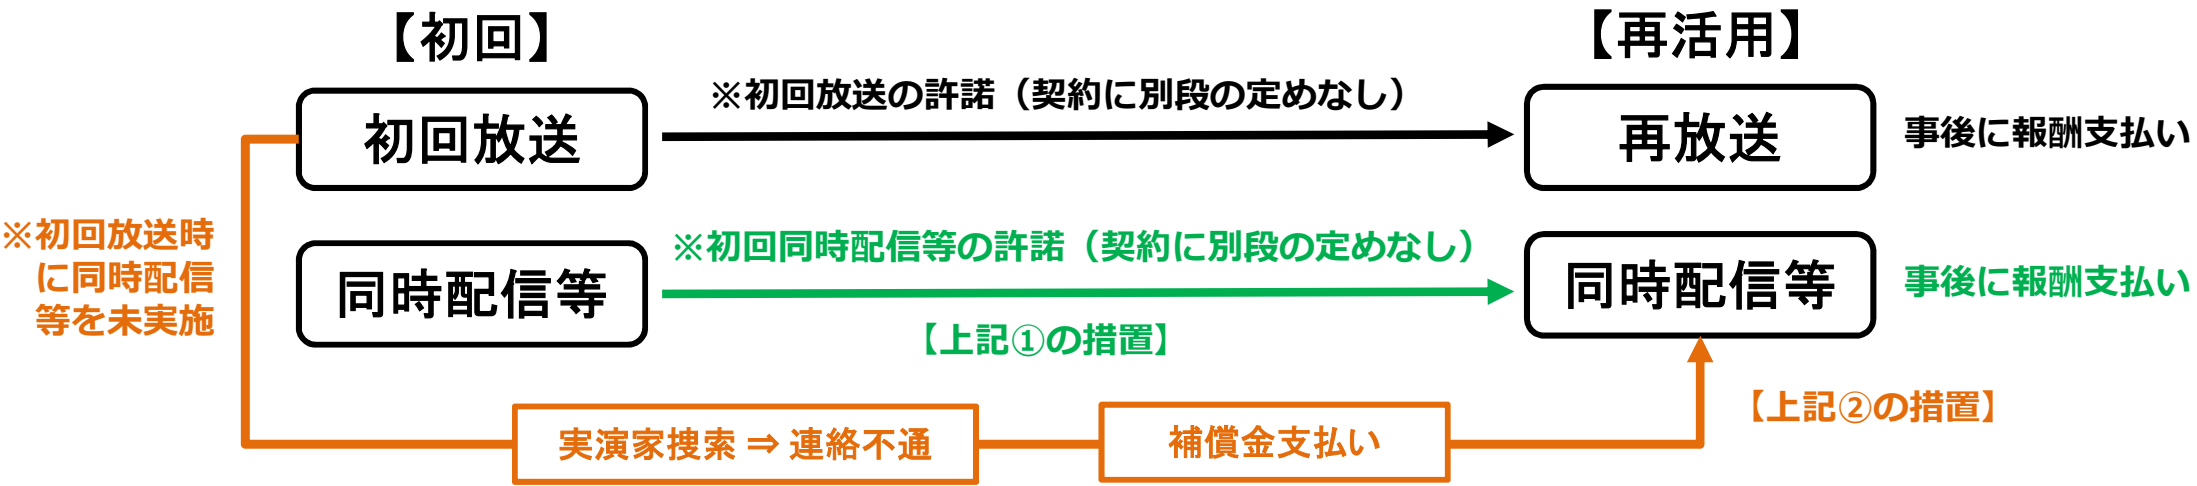 【初回】
【再活用】
初回放送
※初回放送の許諾（契約に別段の定めなし）
再放送
事後に報酬支払い
※初回放送時
に同時配信
等を未実施
同時配信等
※初回同時配信等の許諾（契約に別段の定めなし）
同時配信等
事後に報酬支払い
【上記①の措置】
実演家捜索 ⇒ 連絡不通
補償金支払い
【上記②の措置】